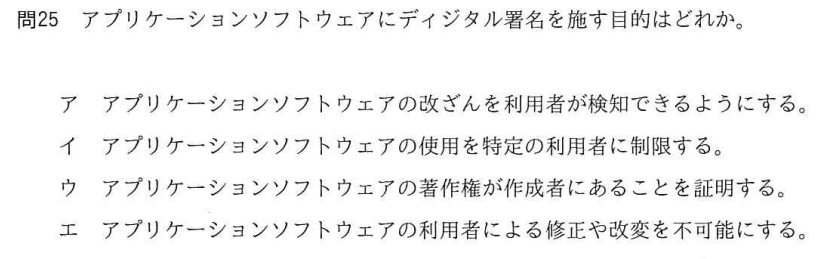 問25　アプリケーションソフトウェアにディジタル署名を施す目的はどれか。
ア　アプリケーションソフトウェアの改ざんを利用者が検知できるようにする。
イ　アプリケーションソフトウェアの使用を特定の利用者に制限する。
ウ　アプリケーションソフトウェアの著作権が作成者にあることを証明する。
エ　アプリケーションソフトウェアの利用者による修正や改変を不可能にする。